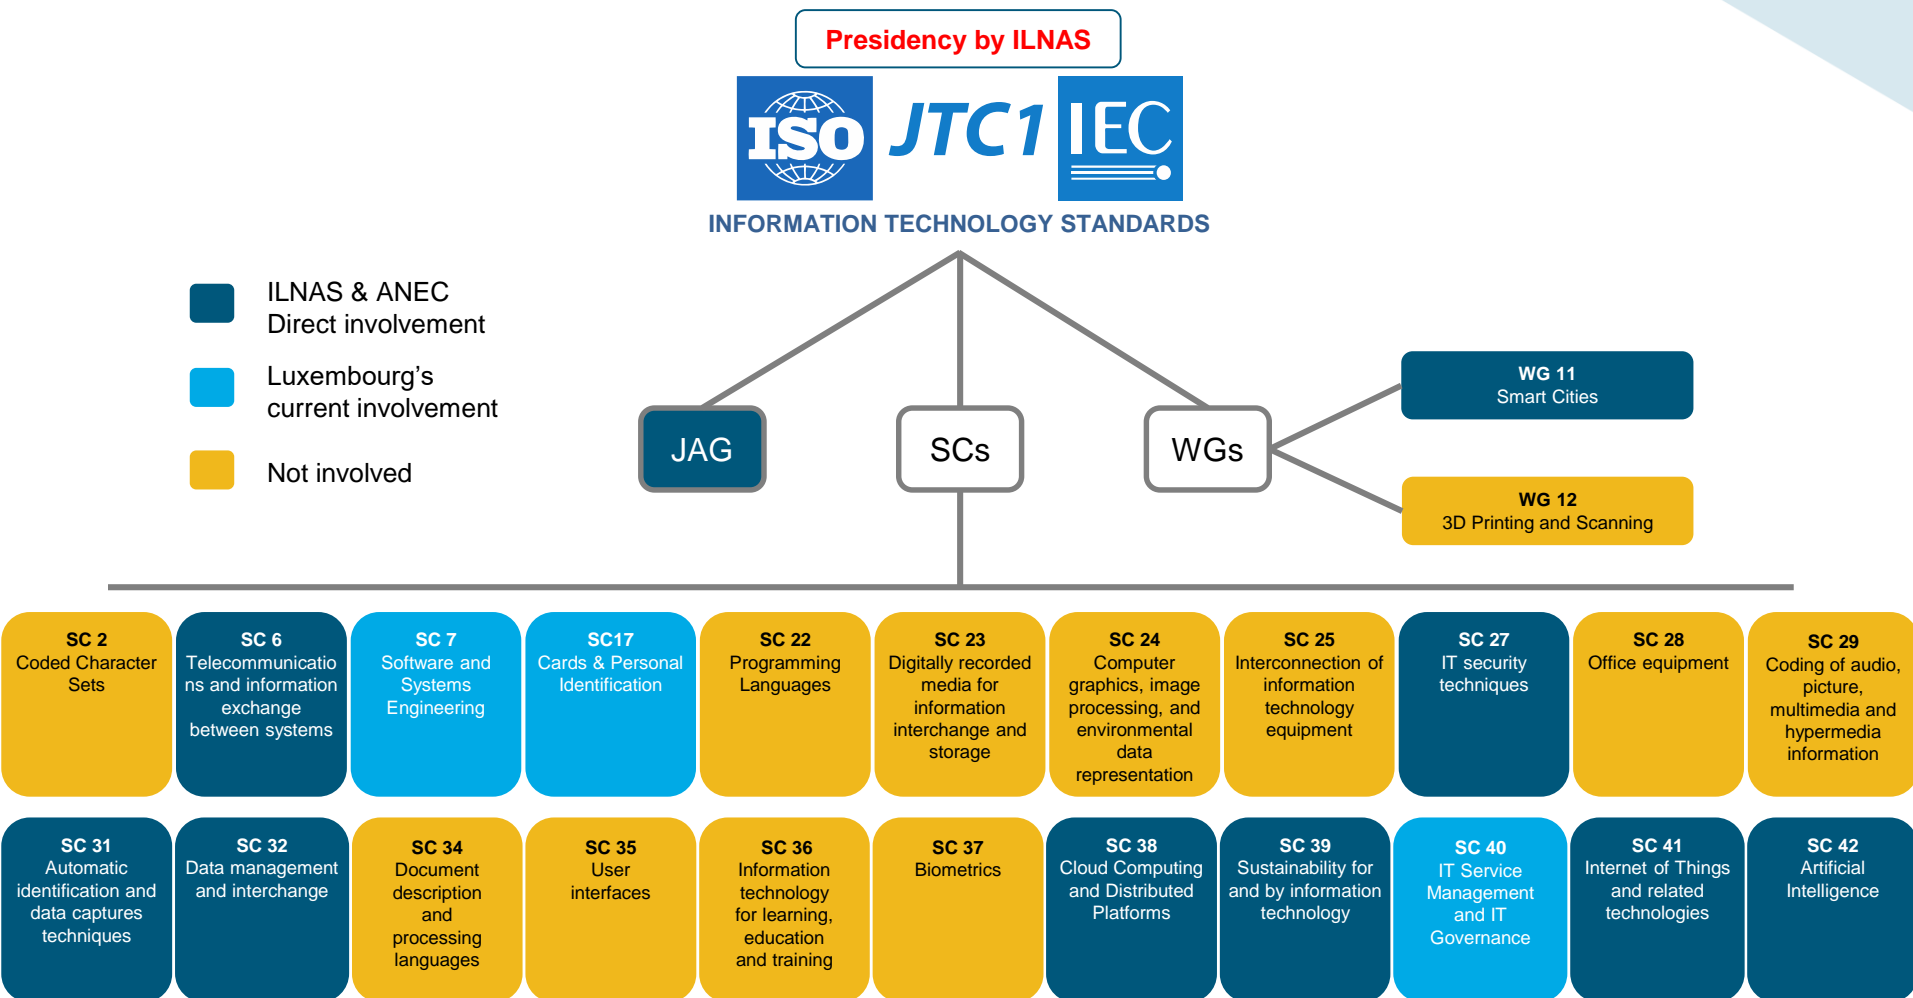 Presidency by ILNAS
ISO JTC1 IEC
INFORMATION TECHNOLOGY STANDARDS
ILNAS & ANEC
Direct involvement
Luxembourg's
current involvement
Not involved
JAG
SCs
WGs
WG 11
Smart Cities
WG 12
3D Printing and Scanning
SC 2
Coded Character
Sets
SC 6
Telecommunicatio
ns and information
exchange
between systems
SC 7
Software and
Systems
Engineering
SC17
Cards & Personal
Identification
SC 22
Programming
Languages
SC 23
Digitally recorded
media for
information
interchange and
storage
SC 24
Computer
graphics, image
processing, and
environmental
data
representation
SC 25
Interconnection of
information
technology
equipment
SC 27
IT security
techniques
SC 28
Office equipment
SC 29
Coding of audio,
picture,
multimedia and
hypermedia
information
SC 31
Automatic
identification and
data captures
techniques
SC 32
Data management
and interchange
SC 34
Document
description
and
processing
languages
SC 35
User
interfaces
SC 36
Information
technology
for learning,
education
and training
SC 37
Biometrics
SC 38
Cloud Computing
and Distributed
Platforms
SC 39
Sustainability for
and by information
technology
SC 40
IT Service
Management
and IT
Governance
SC 41
Internet of Things
and related
technologies
SC 42
Artificial
Intelligence